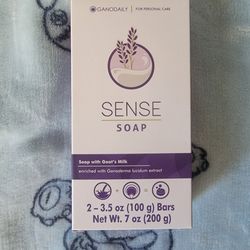 GANODAILY | FOR PERSONAL CARE
SENSE
SOAP
Soap with Goat's Milk
enriched with Ganoderma lucidum extract
2 – 3.5 oz (100 g) Bars
Net Wt. 7 oz (200 g)